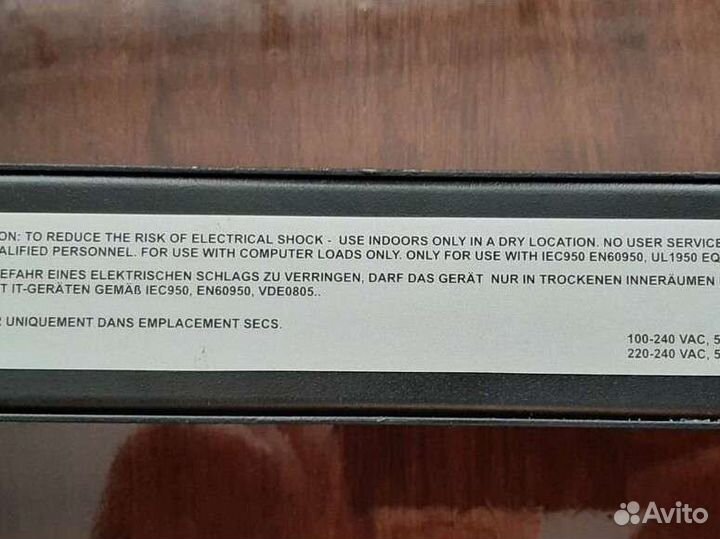 ON: TO REDUCE THE RISK OF ELECTRICAL SHOCK - USE INDOORS ONLY IN A DRY LOCATION. NO USER SERVICE
ALIFIED PERSONNEL. FOR USE WITH COMPUTER LOADS ONLY. ONLY FOR USE WITH IEC950 EN60950, UL1950 EQ
EFAHR EINES ELEKTRISCHEN SCHLAGS ZU VERRINGEN, DARF DAS GERÄT NUR IN TROCKENEN INNERÄUMEN
T IT-GERÄTEN GEMÄß IEC950, EN60950, VDE0805..
R UNIQUEMENT DANS EMPLACEMENT SECS.
100-240 VAC, 5
220-240 VAC, 5
Avito